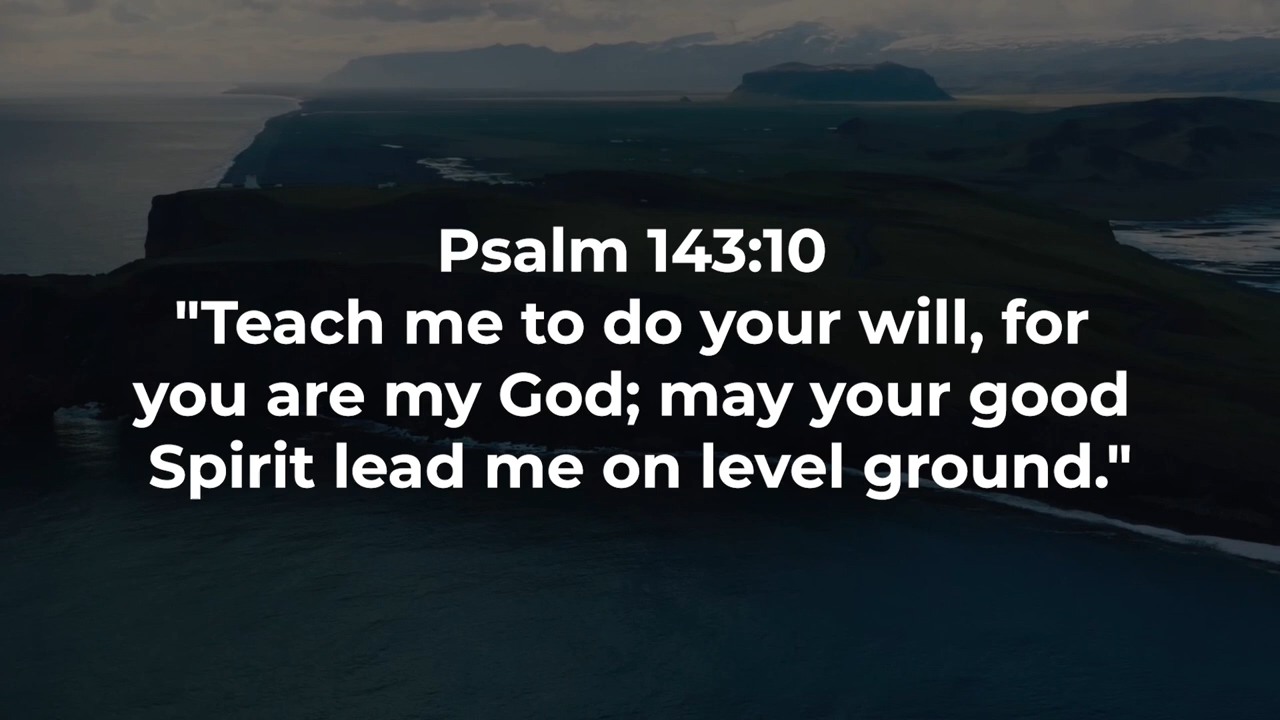 Psalm 143:10
"Teach me to do your will, for
you are my God; may your good
Spirit lead me on level ground."